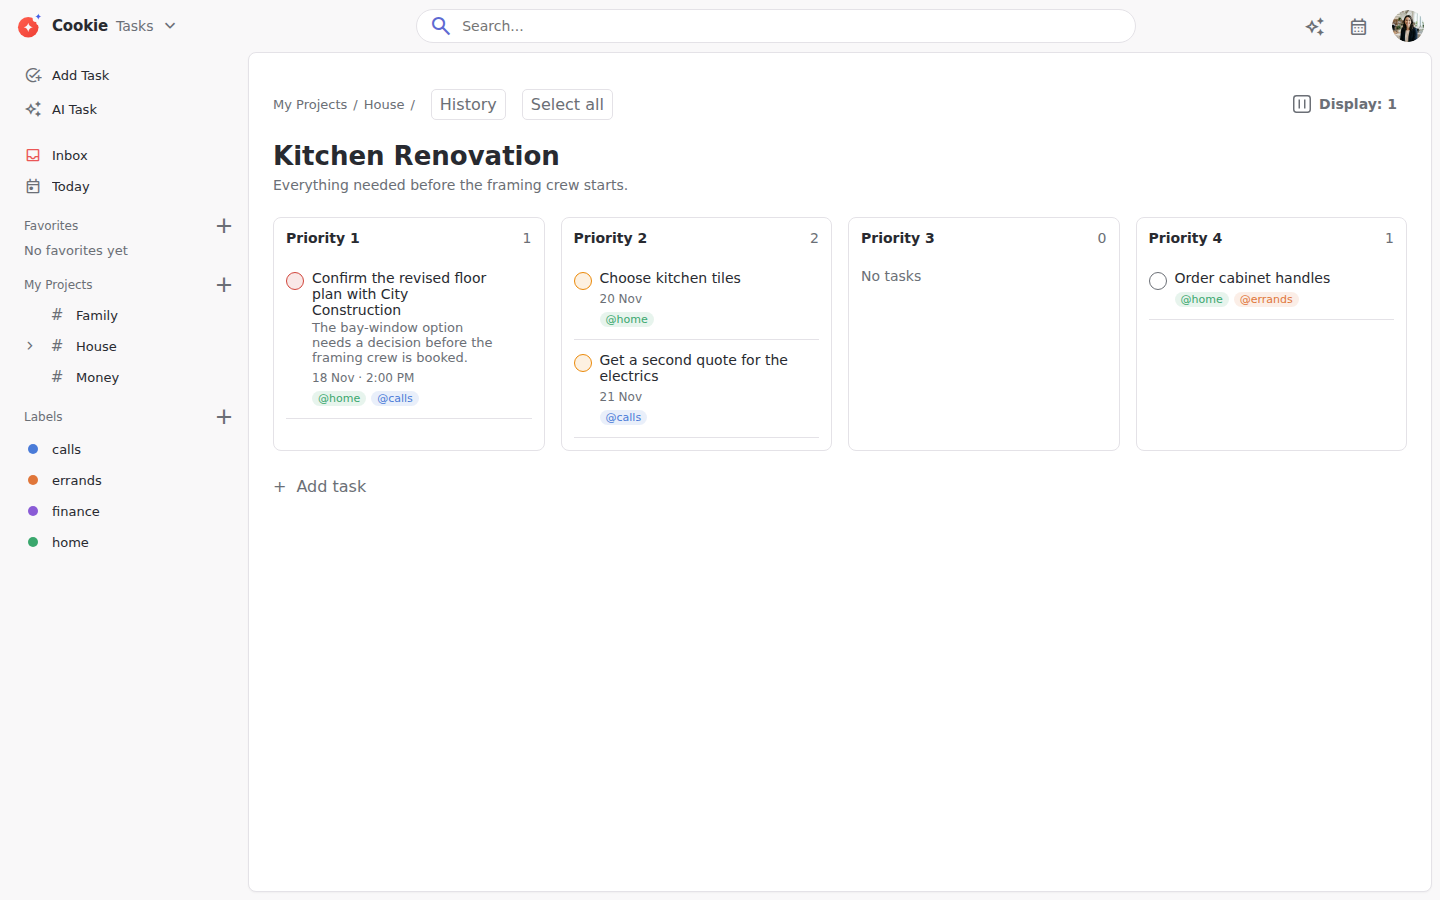 Cookie Tasks
Search...
Add Task
AI Task
Inbox
Today
Favorites
No favorites yet
My Projects
# Family
# House
# Money
Labels
calls
errands
finance
home
My Projects / House /
History
Select all
Display: 1
Kitchen Renovation
Everything needed before the framing crew starts.
Priority 1 1
Confirm the revised floor
plan with City
Construction
The bay-window option
needs a decision before the
framing crew is booked.
18 Nov · 2:00 PM
@home @calls
Priority 2 2
Choose kitchen tiles
20 Nov
@home
Get a second quote for the
electrics
21 Nov
@calls
Priority 3 0
No tasks
Priority 4 1
Order cabinet handles
@home @errands
+ Add task